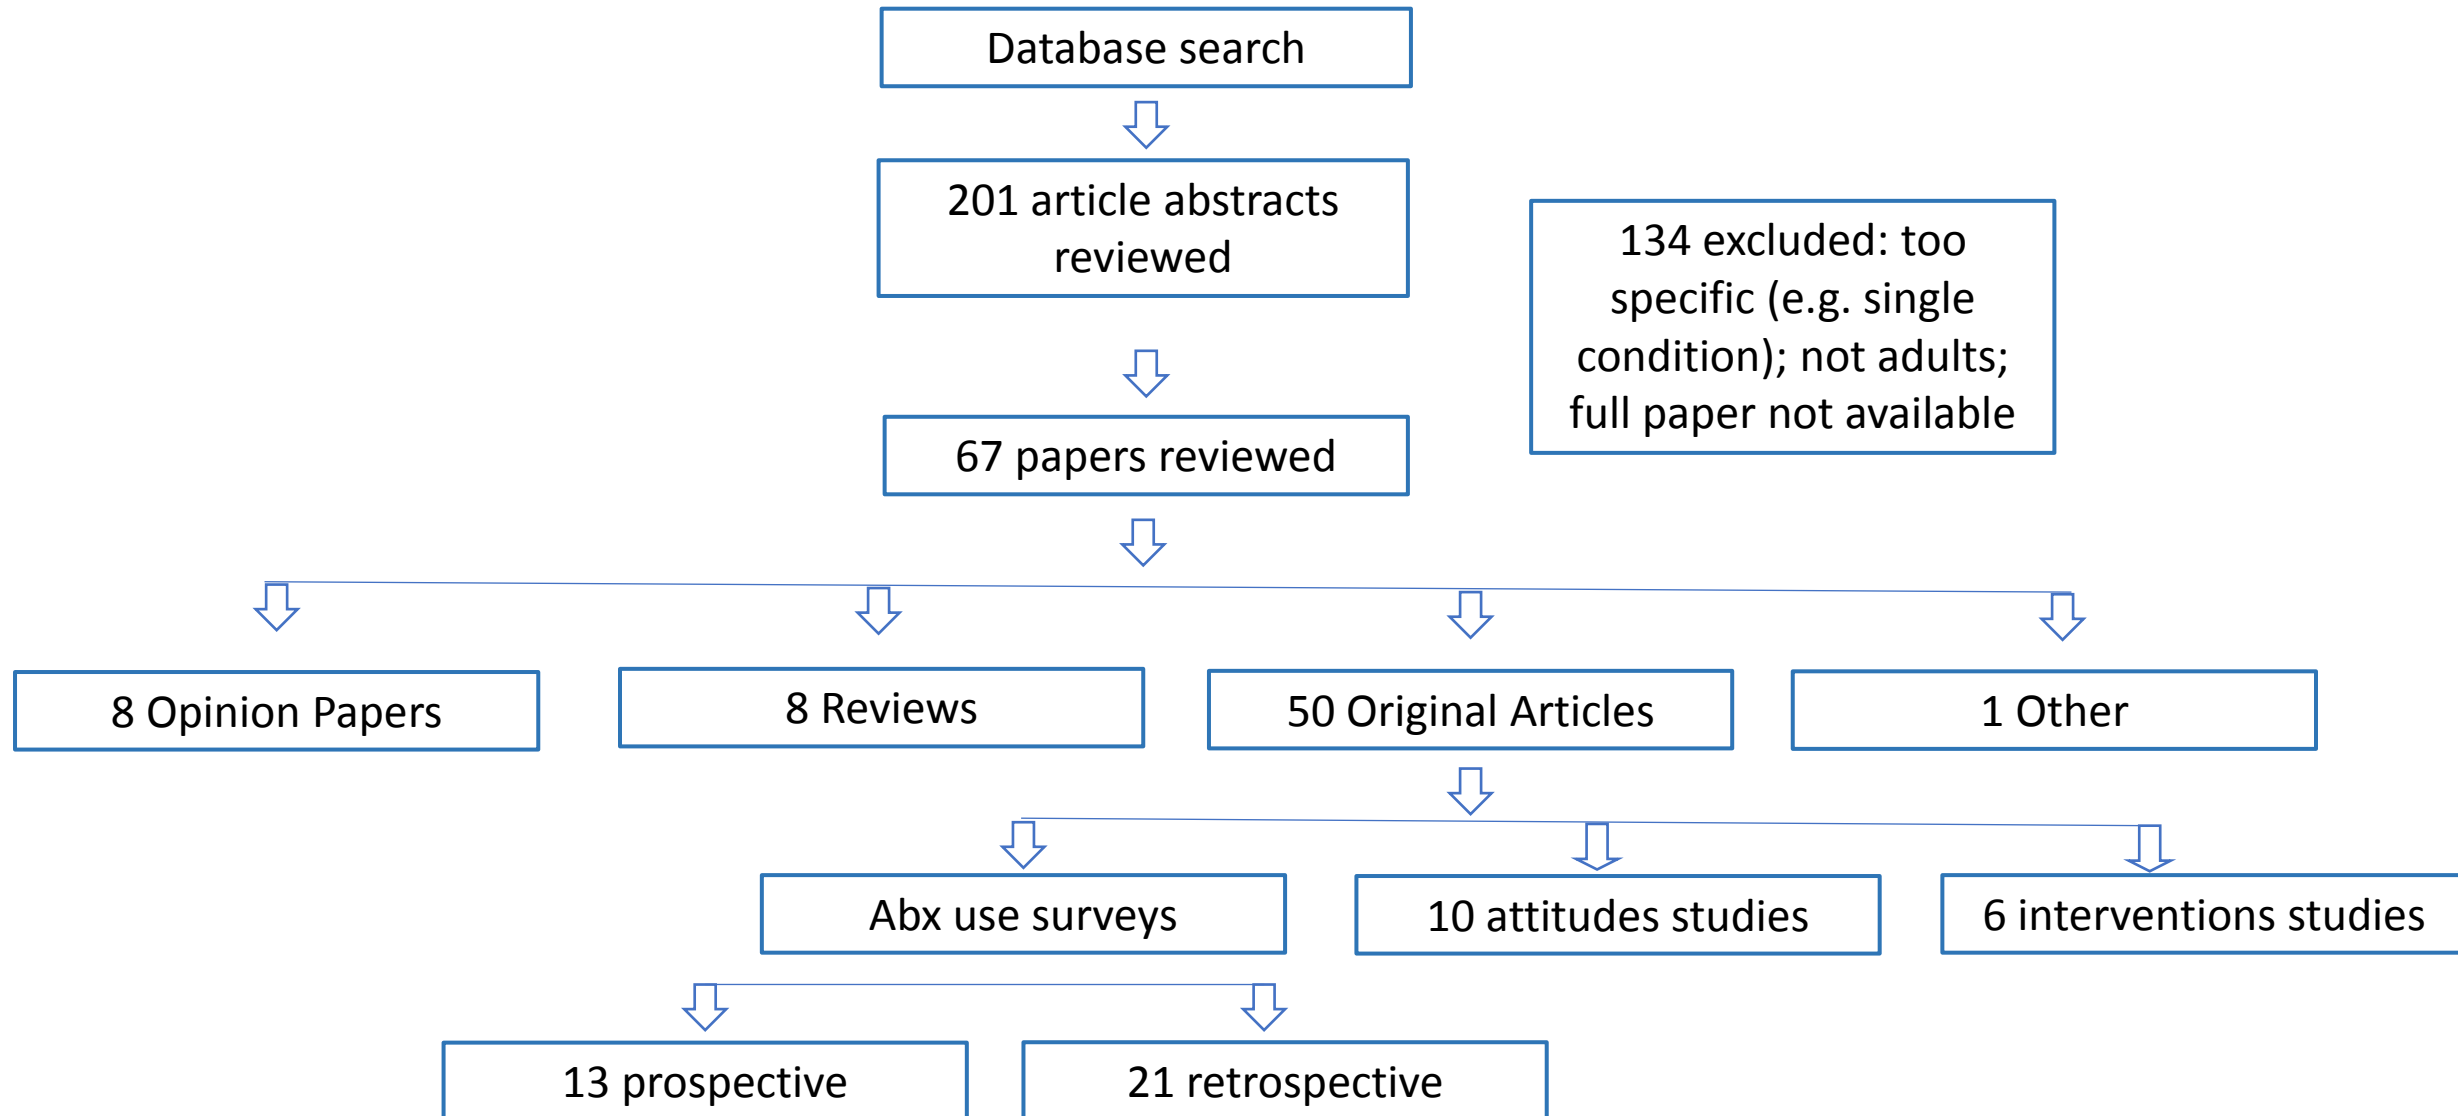 Database search
201 article abstracts
reviewed
134 excluded: too
specific (e.g. single
condition); not adults;
full paper not available
67 papers reviewed
8 Opinion Papers
8 Reviews
50 Original Articles
1 Other
Abx use surveys
10 attitudes studies
6 interventions studies
13 prospective
21 retrospective